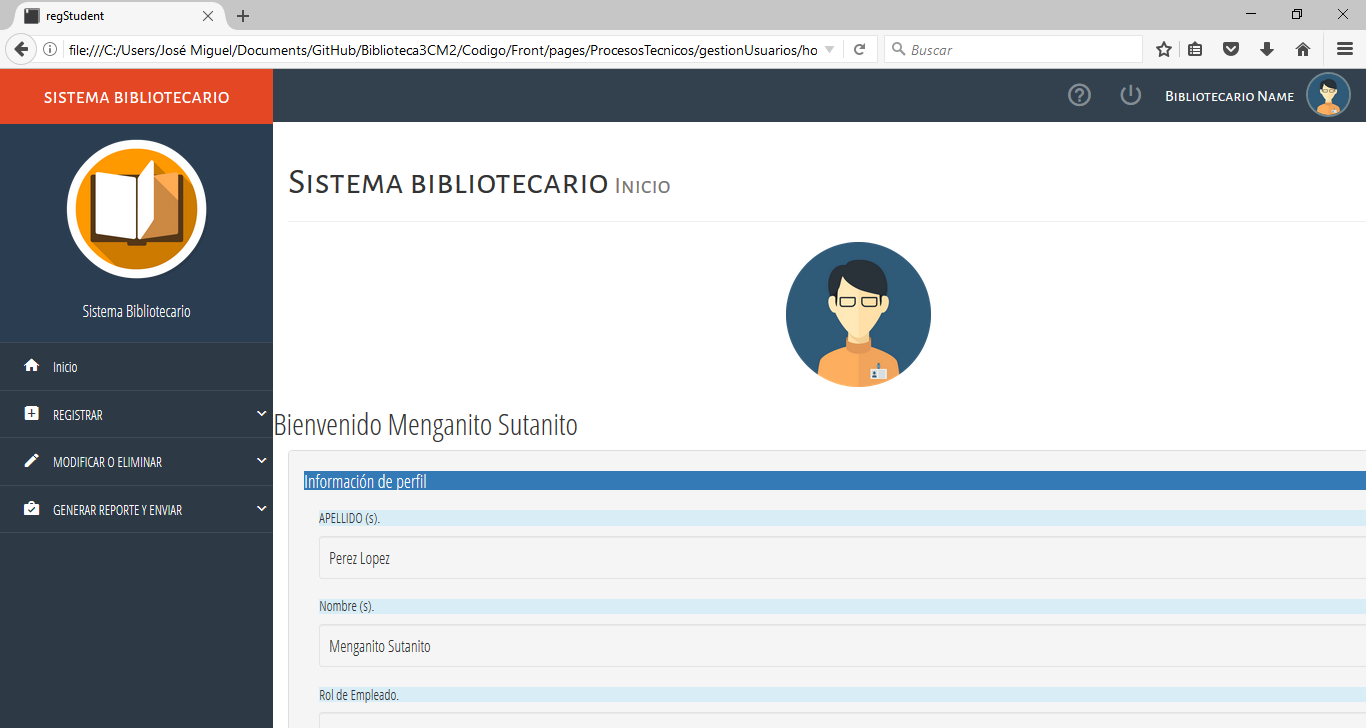 regStudent
file:///C:/Users/José Miguel/Documents/GitHub/Biblioteca3CM2/Codigo/Front/pages/ProcesosTecnicos/gestionUsuarios/ho
Buscar
SISTEMA BIBLIOTECARIO
Bibliotecario Name
Sistema bibliotecario Inicio
Sistema Bibliotecario
Inicio
REGISTRAR
MODIFICAR O ELIMINAR
GENERAR REPORTE Y ENVIAR
Bienvenido Menganito Sutanito
Información de perfil
APELLIDO (s).
Perez Lopez
Nombre (s).
Menganito Sutanito
Rol de Empleado.